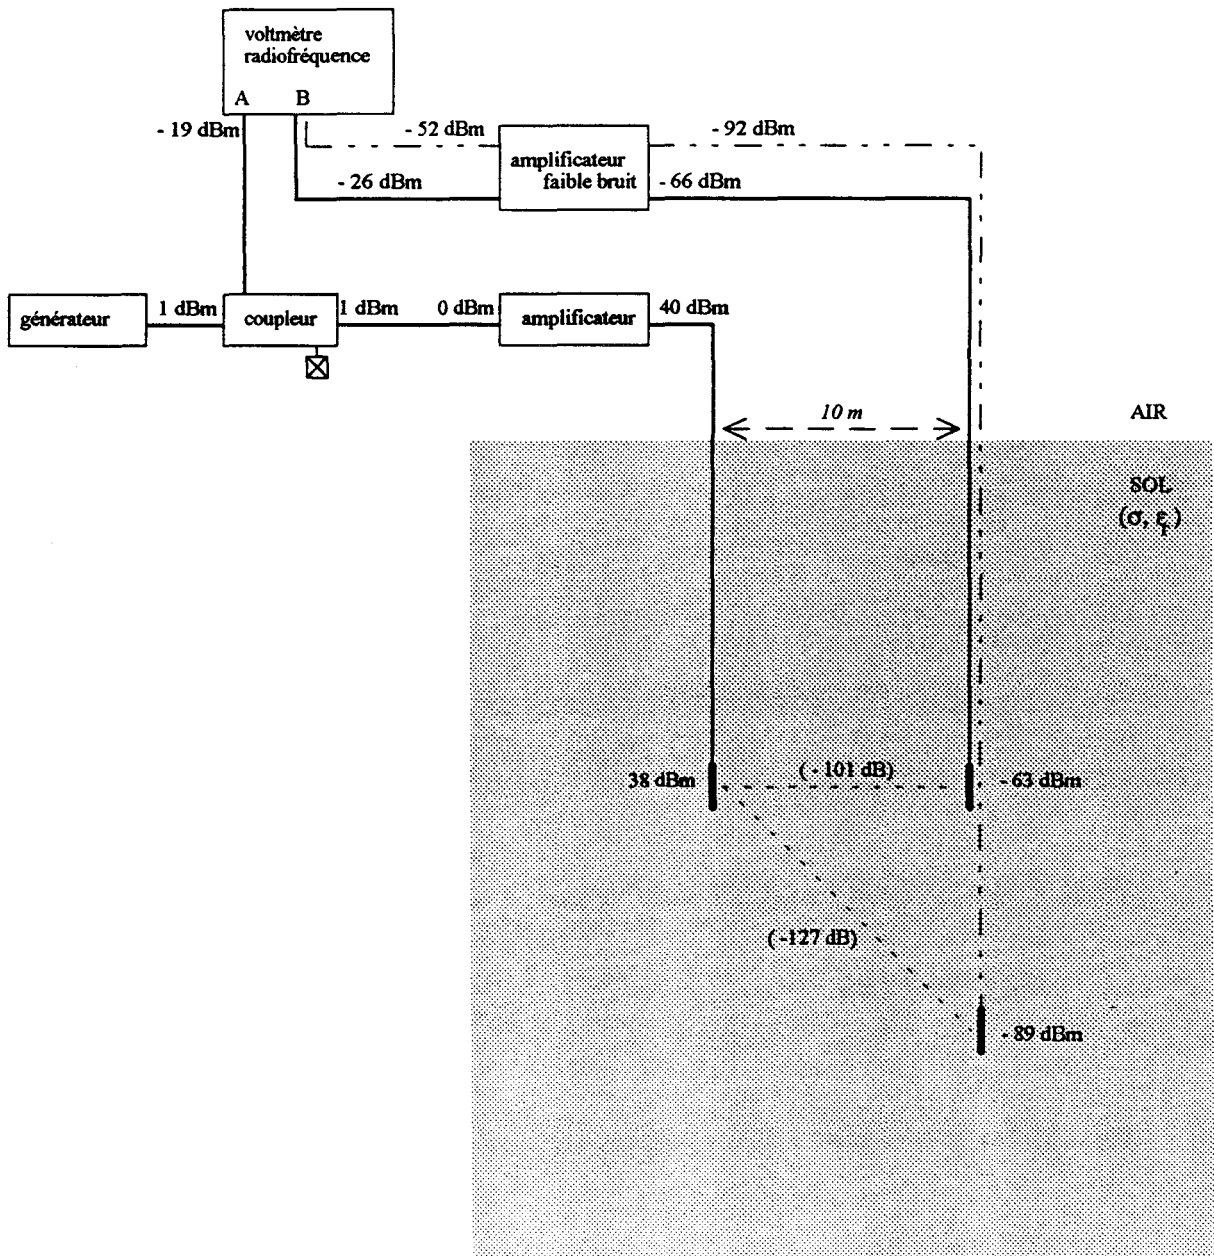 voltmètre
radiofréquence
A B
- 19 dBm
- 52 dBm
- 92 dBm
amplificateur
faible bruit
- 26 dBm
- 66 dBm
générateur
1 dBm
coupleur
1 dBm
0 dBm
amplificateur
40 dBm
10 m
AIR
SOL
(σ, εr)
38 dBm
(- 101 dB)
- 63 dBm
(-127 dB)
- 89 dBm